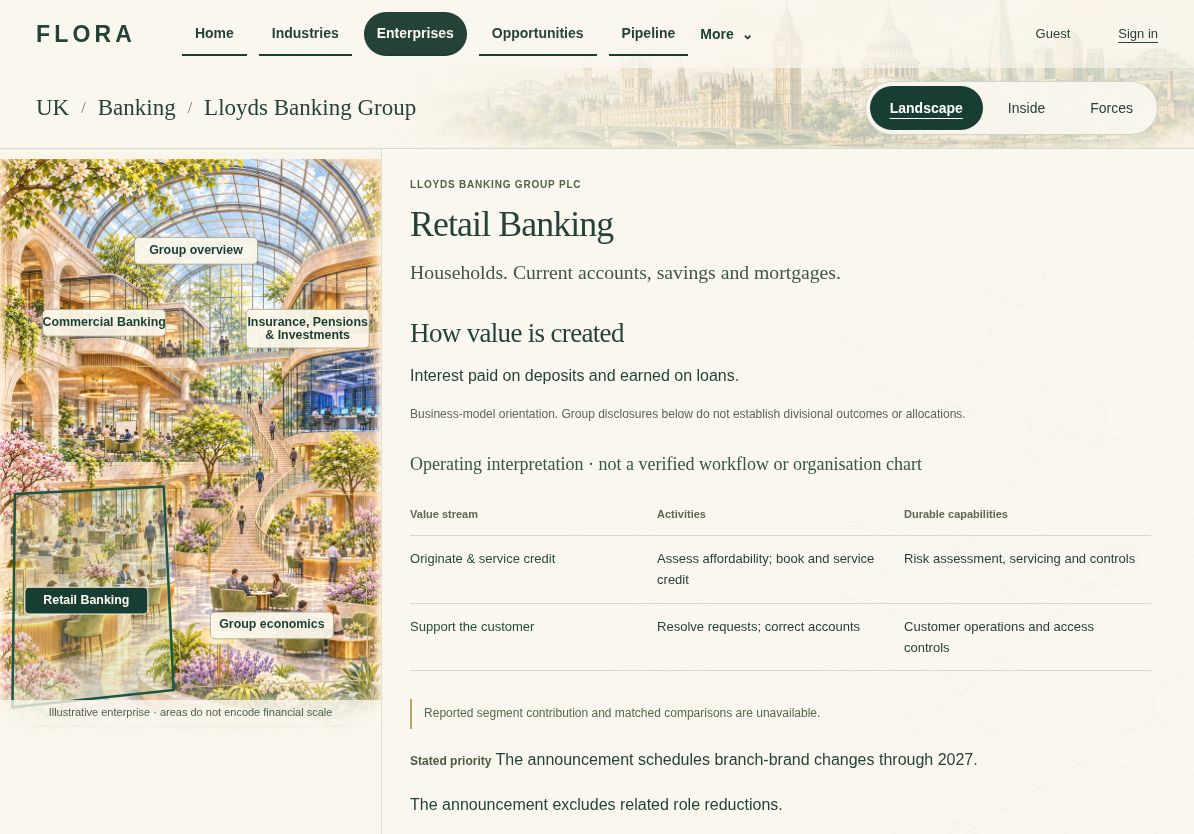 FLORA
Home
Industries
Enterprises
Opportunities
Pipeline
More
Guest
Sign in
UK / Banking / Lloyds Banking Group
Landscape
Inside
Forces
Group overview
Commercial Banking
Insurance, Pensions
& Investments
Retail Banking
Group economics
Illustrative enterprise · areas do not encode financial scale
LLOYDS BANKING GROUP PLC
Retail Banking
Households. Current accounts, savings and mortgages.
How value is created
Interest paid on deposits and earned on loans.
Business-model orientation. Group disclosures below do not establish divisional outcomes or allocations.
Operating interpretation · not a verified workflow or organisation chart
Value stream
Activities
Durable capabilities
Originate & service credit
Assess affordability; book and service
credit
Risk assessment, servicing and controls
Support the customer
Resolve requests; correct accounts
Customer operations and access
controls
Reported segment contribution and matched comparisons are unavailable.
Stated priority The announcement schedules branch-brand changes through 2027.
The announcement excludes related role reductions.